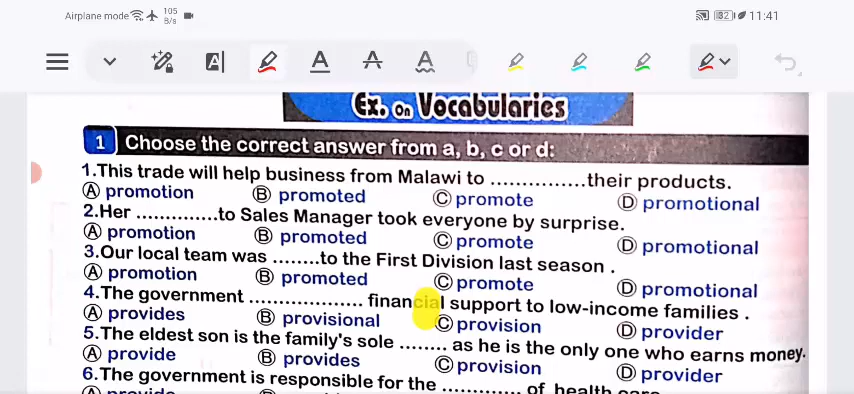 Airplane mode 105 B/s 82 11:41
A A A A
Ex. On Vocabularies
1 Choose the correct answer from a, b, c or d:
1.This trade will help business from Malawi to ...............their products.
Ⓐ promotion Ⓑ promoted Ⓒ promote Ⓓ promotional
2.Her .............to Sales Manager took everyone by surprise.
Ⓐ promotion Ⓑ promoted Ⓒ promote Ⓓ promotional
3.Our local team was ........to the First Division last season .
Ⓐ promotion Ⓑ promoted Ⓒ promote Ⓓ promotional
4.The government .................. financial support to low-income families .
Ⓐ provides Ⓑ provisional Ⓒ provision Ⓓ provider
5.The eldest son is the family's sole ........ as he is the only one who earns money.
Ⓐ provide Ⓑ provides Ⓒ provision Ⓓ provider
6.The government is responsible for the ............. of health care
Ⓐ provide